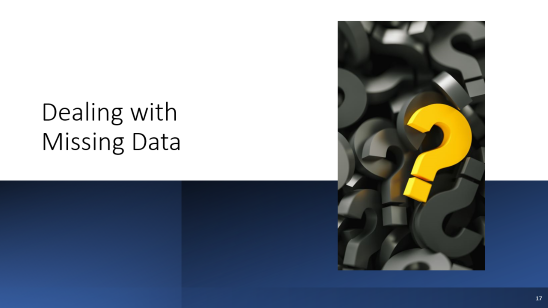 Dealing with
Missing Data
?
17